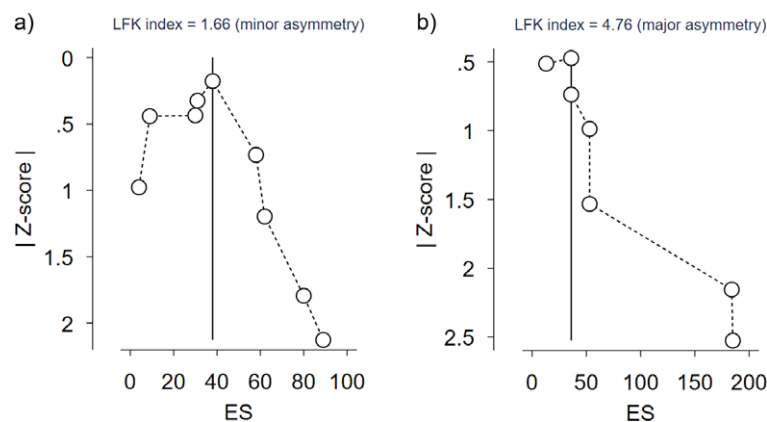 a)
LFK index = 1.66 (minor asymmetry)
0
.5
1
1.5
2
| Z-score |
0 20 40 60 80 100
ES
b)
LFK index = 4.76 (major asymmetry)
.5
1
1.5
2
2.5
| Z-score |
0 50 100 150 200
ES